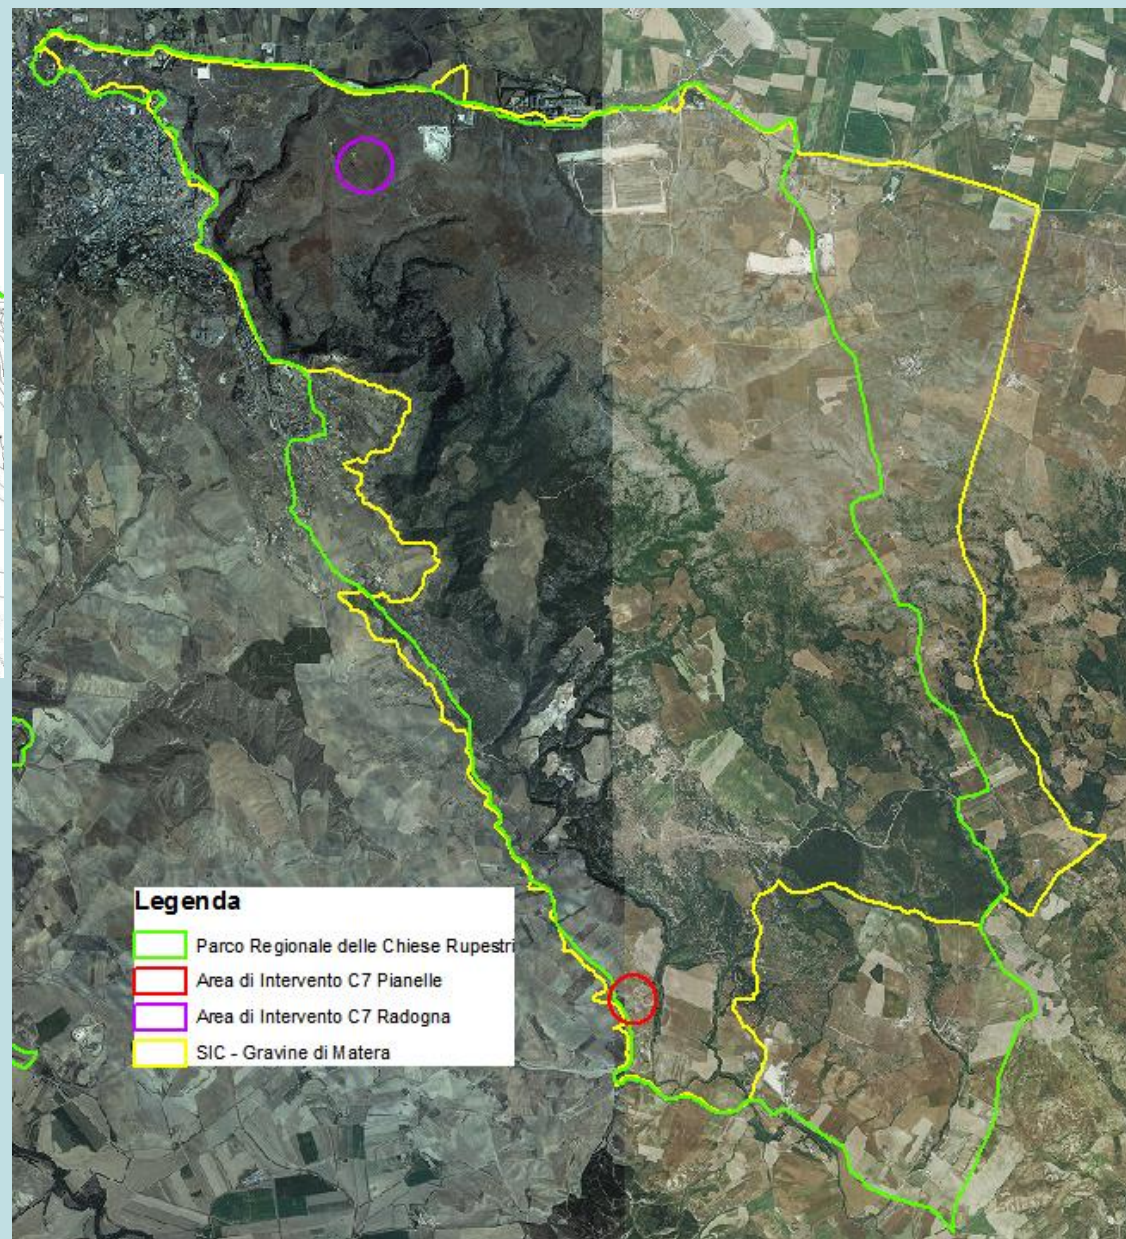 Legenda
Parco Regionale delle Chiese Rupestri
Area di Intervento C7 Pianelle
Area di Intervento C7 Radogna
SIC - Gravine di Matera